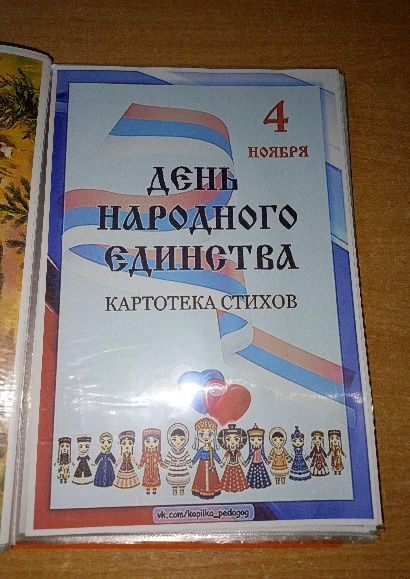 4
НОЯБРЯ
ДЕНЬ
НАРОДНОГО
ЕДИНСТВА
КАРТОТЕКА СТИХОВ
vk.com/kopilka_pedagog